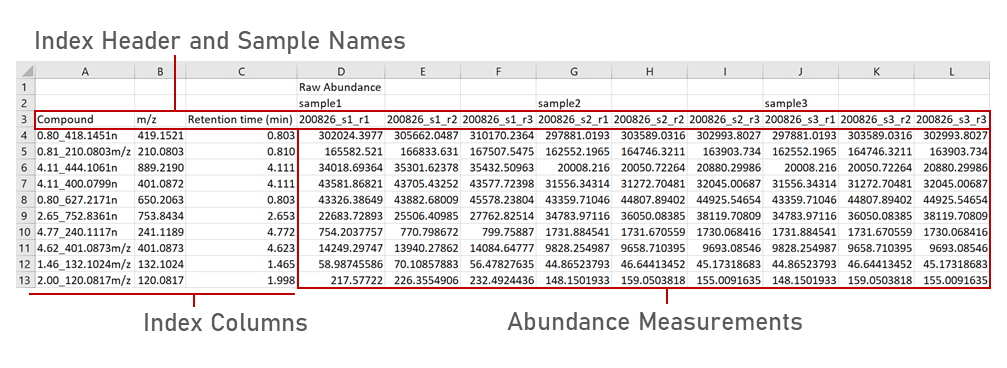 Index Header and Sample Names
A B C D E F G H I J K L
1 Raw Abundance
2 sample1 sample2 sample3
3 Compound m/z Retention time (min) 200826_s1_r1 200826_s1_r2 200826_s1_r3 200826_s2_r1 200826_s2_r2 200826_s2_r3 200826_s3_r1 200826_s3_r2 200826_s3_r3
4 0.80_418.1451n 419.1521 0.803 302024.3977 305662.0487 310170.2364 297881.0193 303589.0316 302993.8027 297881.0193 303589.0316 302993.8027
5 0.81_210.0803m/z 210.0803 0.810 165582.521 166833.631 167507.5475 162552.1965 164746.3211 163903.734 162552.1965 164746.3211 163903.734
6 4.11_444.1061n 889.2190 4.111 34018.69364 35301.62378 35432.50963 20008.216 20050.72264 20880.29986 20008.216 20050.72264 20880.29986
7 4.11_400.0799n 401.0872 4.111 43581.86821 43705.43252 43577.72398 31556.34314 31272.70481 32045.00687 31556.34314 31272.70481 32045.00687
8 0.80_627.2171n 650.2063 0.803 43326.38649 43882.68009 45578.23804 43359.71046 44807.89402 44925.54654 43359.71046 44807.89402 44925.54654
9 2.65_752.8361n 753.8434 2.653 22683.72893 25506.40985 27762.82514 34783.97116 36050.08385 38119.70809 34783.97116 36050.08385 38119.70809
10 4.77_240.1117n 241.1189 4.772 754.2037757 770.798672 799.75887 1731.884541 1731.670559 1730.068416 1731.884541 1731.670559 1730.068416
11 4.62_401.0873m/z 401.0873 4.623 14249.29747 13940.27862 14084.64777 9828.254987 9658.710395 9693.08546 9828.254987 9658.710395 9693.08546
12 1.46_132.1024m/z 132.1024 1.465 58.98745586 70.10857883 56.47827635 44.86523793 46.64413452 45.17318683 44.86523793 46.64413452 45.17318683
13 2.00_120.0817m/z 120.0817 1.998 217.57722 226.3554906 232.4924436 148.1501933 159.0503818 155.0091635 148.1501933 159.0503818 155.0091635
Index Columns
Abundance Measurements